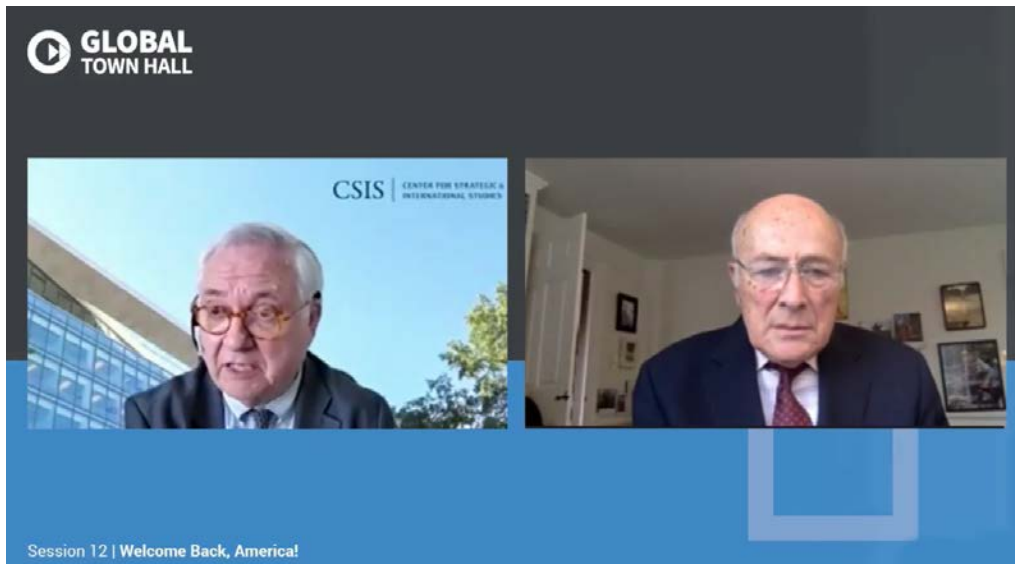 GLOBAL
TOWN HALL
CSIS
CENTER FOR STRATEGIC &
INTERNATIONAL STUDIES
Session 12 | Welcome Back, America!